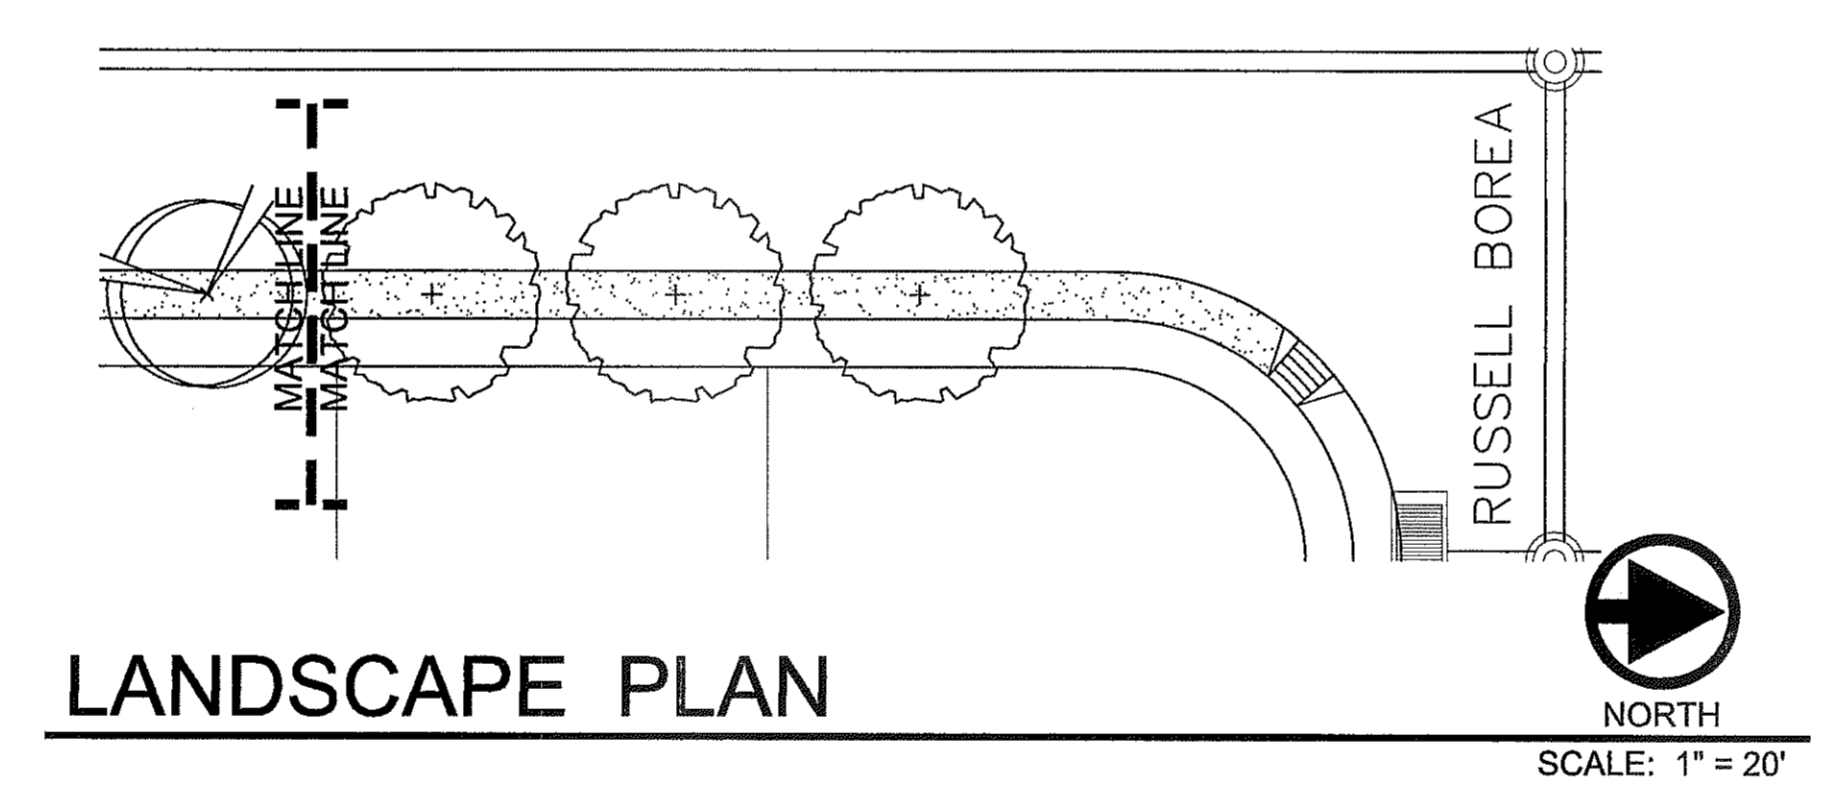 MATCH LINE
MATCH LINE
RUSSELL BOREA
LANDSCAPE PLAN
NORTH
SCALE: 1" = 20'